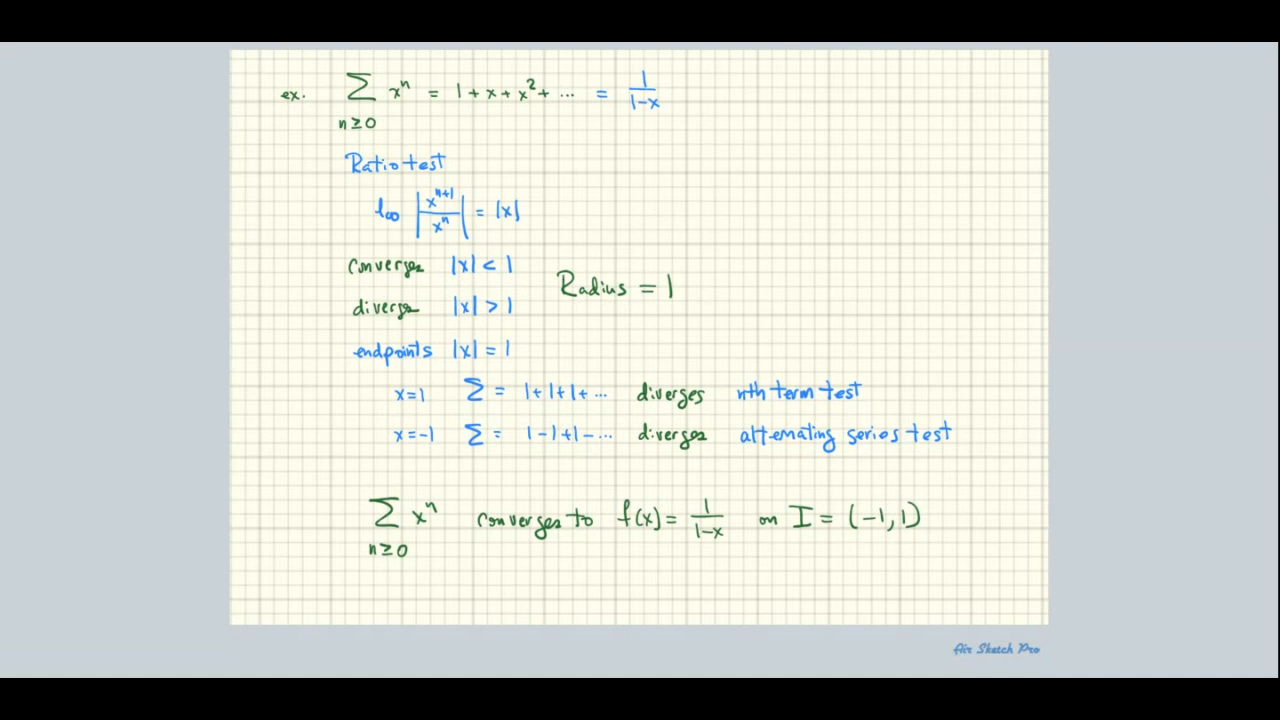 ex. ∑ xⁿ = 1 + x + x² + ... = 1/(1-x)
n ≥ 0
Ratio test
l∞ |xⁿ⁺¹/xⁿ| = |x|
converges |x| < 1
Radius = 1
diverges |x| > 1
endpoints |x| = 1
x=1 ∑ = 1+1+1+... diverges nth term test
x=-1 ∑ = 1-1+1-... diverges alternating series test
∑ xⁿ converges to f(x) = 1/(1-x) on I = (-1,1)
n ≥ 0
Air Sketch Pro